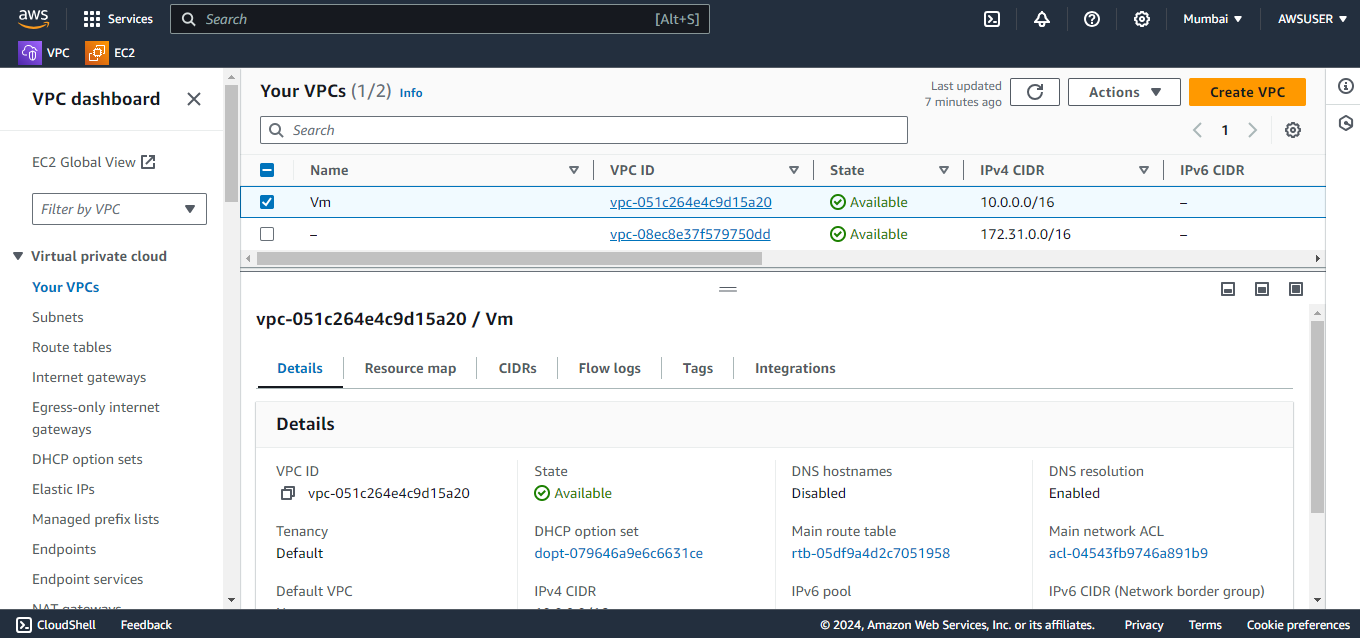 aws
Services
Search
[Alt+S]
Mumbai
AWSUSER
VPC
EC2
VPC dashboard
EC2 Global View
Filter by VPC
Virtual private cloud
Your VPCs
Subnets
Route tables
Internet gateways
Egress-only internet
gateways
DHCP option sets
Elastic IPs
Managed prefix lists
Endpoints
Endpoint services
NAT gateways
Your VPCs (1/2) Info
Last updated
7 minutes ago
Actions
Create VPC
Search
1
Name VPC ID State IPv4 CIDR IPv6 CIDR
Vm vpc-051c264e4c9d15a20 Available 10.0.0.0/16 –
– vpc-08ec8e37f579750dd Available 172.31.0.0/16 –
vpc-051c264e4c9d15a20 / Vm
Details Resource map CIDRs Flow logs Tags Integrations
Details
VPC ID
vpc-051c264e4c9d15a20
State
Available
DNS hostnames
Disabled
DNS resolution
Enabled
Tenancy
Default
DHCP option set
dopt-079646a9e6c6631ce
Main route table
rtb-05df9a4d2c7051958
Main network ACL
acl-04543fb9746a891b9
Default VPC
IPv4 CIDR
IPv6 pool
IPv6 CIDR (Network border group)
CloudShell
Feedback
© 2024, Amazon Web Services, Inc. or its affiliates.
Privacy
Terms
Cookie preferences